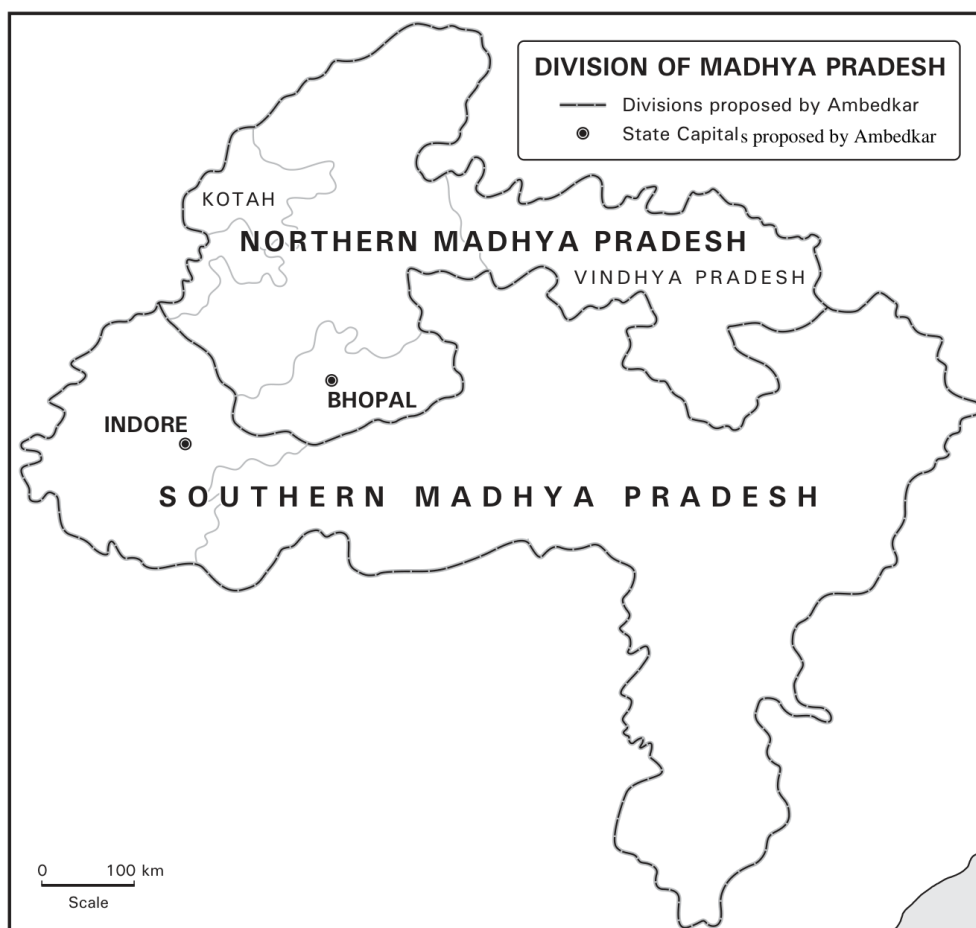 DIVISION OF MADHYA PRADESH
Divisions proposed by Ambedkar
State Capitals proposed by Ambedkar
KOTAH
NORTHERN MADHYA PRADESH
VINDHYA PRADESH
BHOPAL
INDORE
SOUTHERN MADHYA PRADESH
0 100 km
Scale